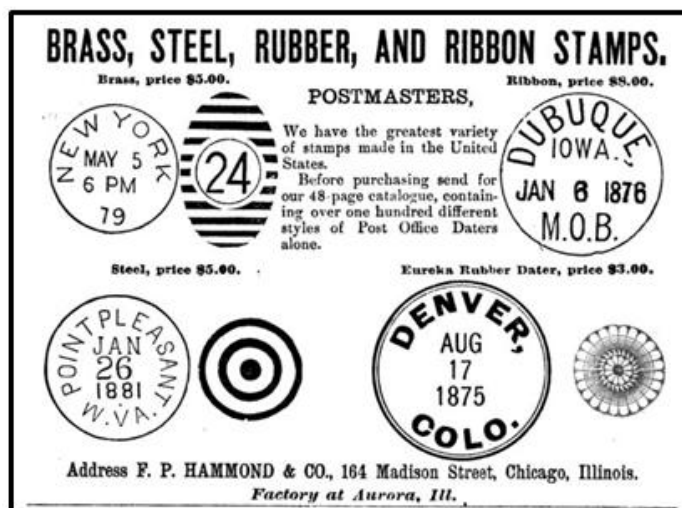 BRASS, STEEL, RUBBER, AND RIBBON STAMPS.
Brass, price $5.00.
NEW YORK
MAY 5
6 PM
79
24
POSTMASTERS,
We have the greatest variety
of stamps made in the United
States.
Before purchasing send for
our 48-page catalogue, contain-
ing over one hundred different
styles of Post Office Daters
alone.
Ribbon, price $8.00.
DUBUQUE,
IOWA.
JAN 6 1876
M.O.B.
Steel, price $5.00.
POINT PLEASANT.
JAN
26
1881
W.VA.
Eureka Rubber Dater, price $3.00.
DENVER,
AUG
17
1875
COLO.
Address F. P. HAMMOND & CO., 164 Madison Street, Chicago, Illinois.
Factory at Aurora, Ill.